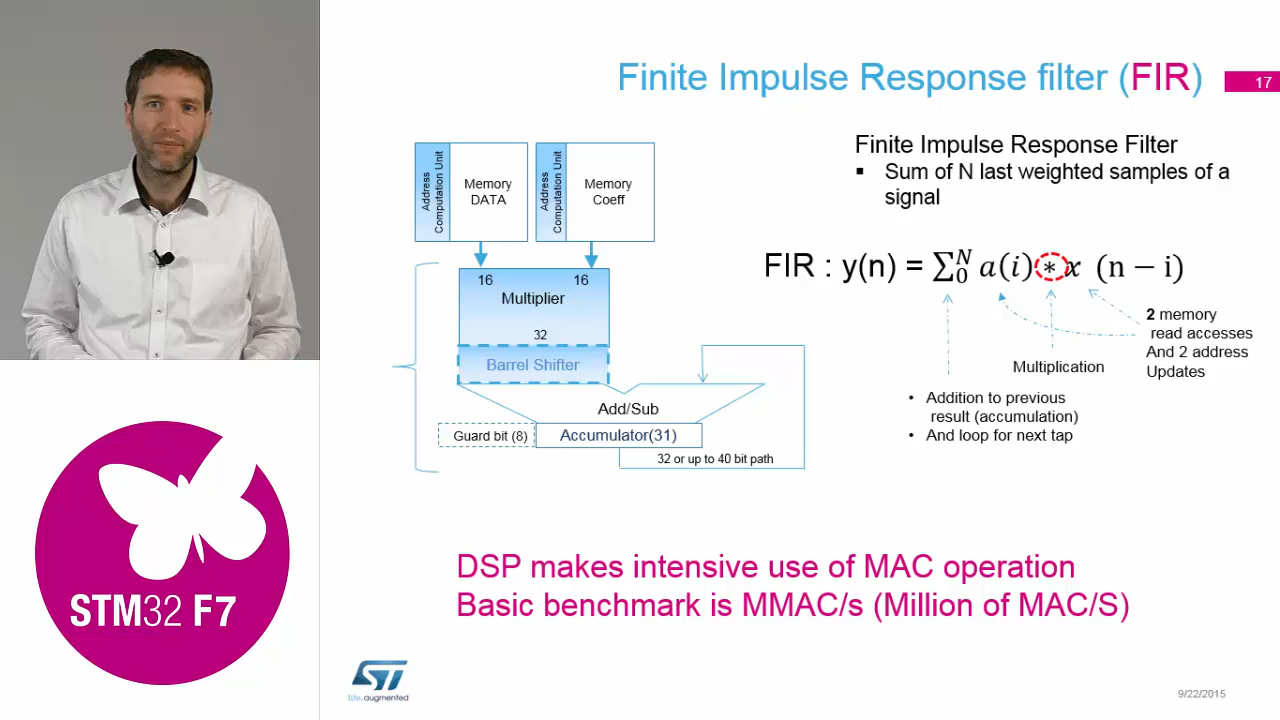 Finite Impulse Response filter (FIR)
17
Address
Computation Unit
Memory
DATA
Address
Computation Unit
Memory
Coeff
16
16
Multiplier
32
Barrel Shifter
Add/Sub
Guard bit (8)
Accumulator(31)
32 or up to 40 bit path
Finite Impulse Response Filter
▪ Sum of N last weighted samples of a
signal
FIR : y(n) = ∑₀ᴺ a(i) ∗ x (n − i)
2 memory
read accesses
And 2 address
Updates
Multiplication
• Addition to previous
result (accumulation)
• And loop for next tap
DSP makes intensive use of MAC operation
Basic benchmark is MMAC/s (Million of MAC/S)
STM32 F7
ST
life.augmented
9/22/2015